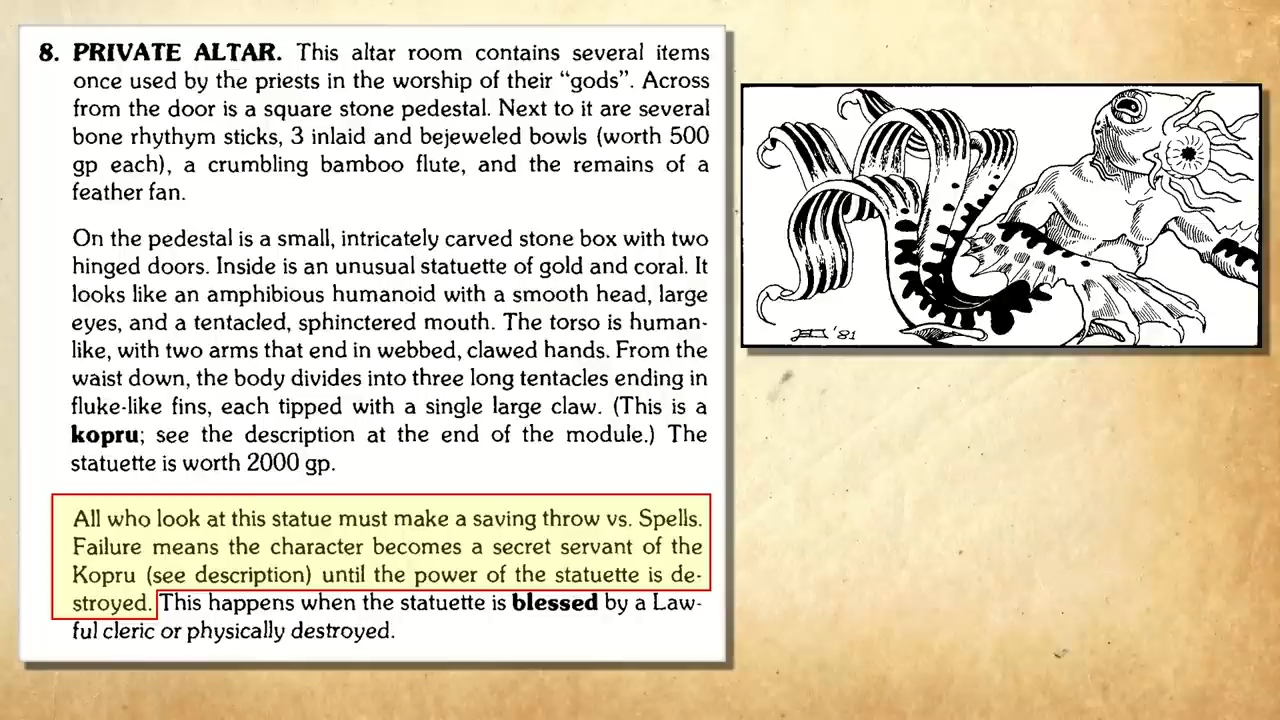 8. PRIVATE ALTAR. This altar room contains several items
once used by the priests in the worship of their “gods”. Across
from the door is a square stone pedestal. Next to it are several
bone rhythym sticks, 3 inlaid and bejeweled bowls (worth 500
gp each), a crumbling bamboo flute, and the remains of a
feather fan.
On the pedestal is a small, intricately carved stone box with two
hinged doors. Inside is an unusual statuette of gold and coral. It
looks like an amphibious humanoid with a smooth head, large
eyes, and a tentacled, sphinctered mouth. The torso is human-
like, with two arms that end in webbed, clawed hands. From the
waist down, the body divides into three long tentacles ending in
fluke-like fins, each tipped with a single large claw. (This is a
kopru; see the description at the end of the module.) The
statuette is worth 2000 gp.
All who look at this statue must make a saving throw vs. Spells.
Failure means the character becomes a secret servant of the
Kopru (see description) until the power of the statuette is de-
stroyed. This happens when the statuette is blessed by a Law-
ful cleric or physically destroyed.
'81